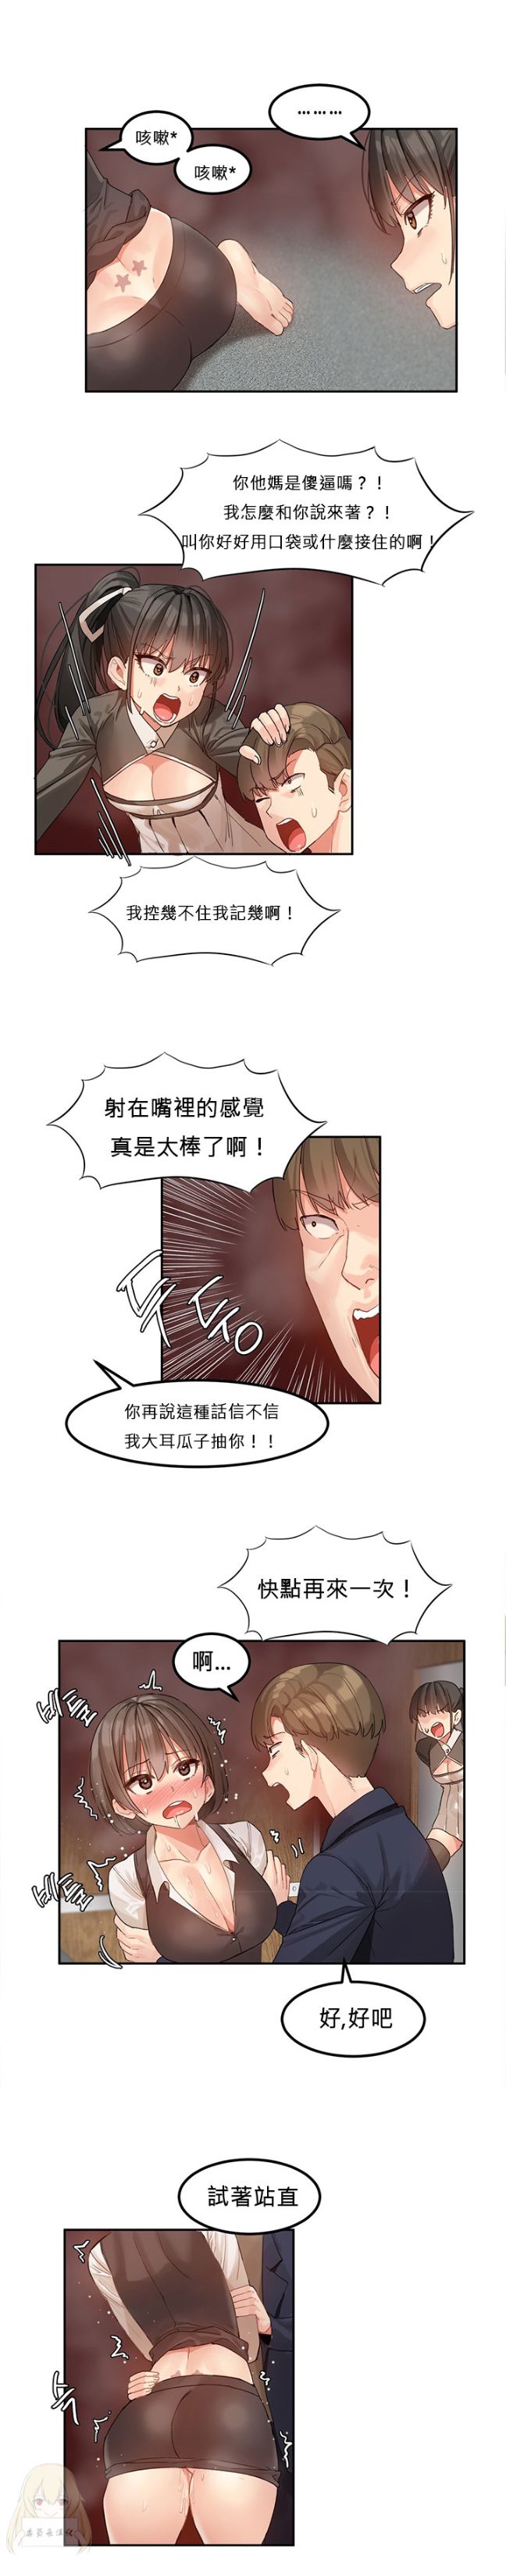 ………
咳嗽*
咳嗽*
你他媽是傻逼嗎？！
我怎麼和你說來著？！
叫你好好用口袋或什麼接住的啊！
我控幾不住我記幾啊！
射在嘴裡的感覺
真是太棒了啊！
你再說這種話信不信
我大耳瓜子抽你！！
快點再來一次！
啊...
好,好吧
試著站直